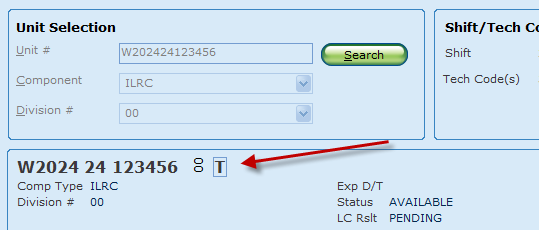 Unit Selection
Unit #
W202424123456
Search
Component
ILRC
Division #
00
Shift/Tech Co
Shift
Tech Code(s)
W2024 24 123456 00 T
Comp Type ILRC
Division # 00
Exp D/T
Status AVAILABLE
LC Rslt PENDING